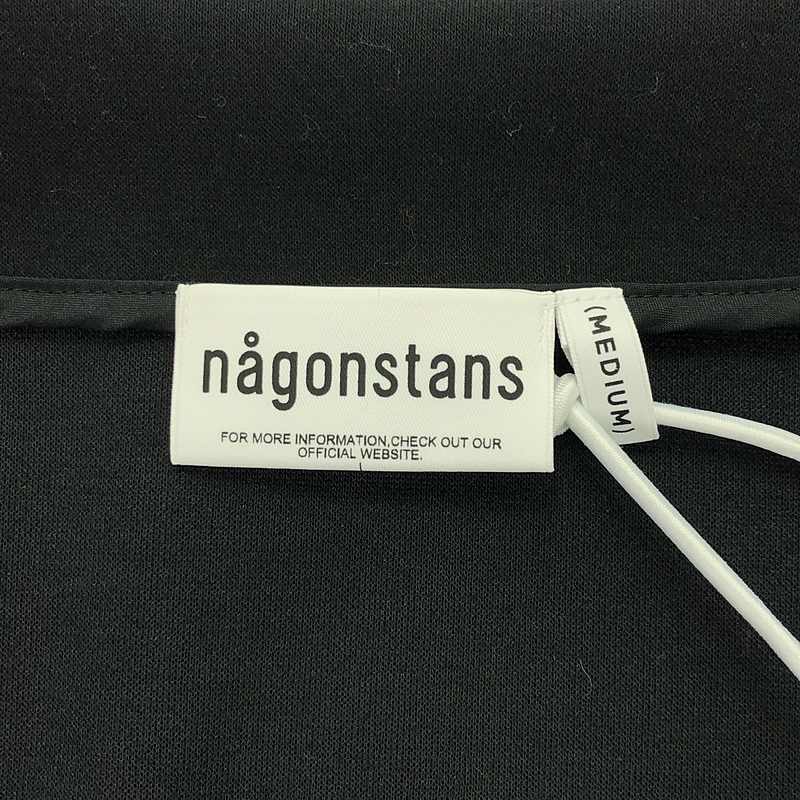 någonstans
FOR MORE INFORMATION,CHECK OUT OUR
OFFICIAL WEBSITE.
(MEDIUM)